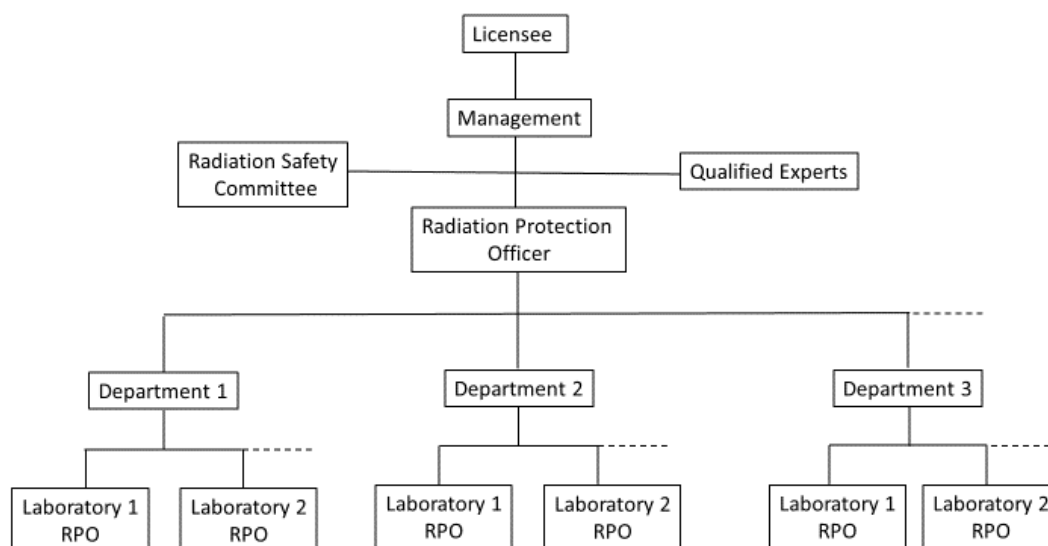 Licensee
Management
Radiation Safety
Committee
Qualified Experts
Radiation Protection
Officer
Department 1
Department 2
Department 3
Laboratory 1
RPO
Laboratory 2
RPO
Laboratory 1
RPO
Laboratory 2
RPO
Laboratory 1
RPO
Laboratory 2
RPO